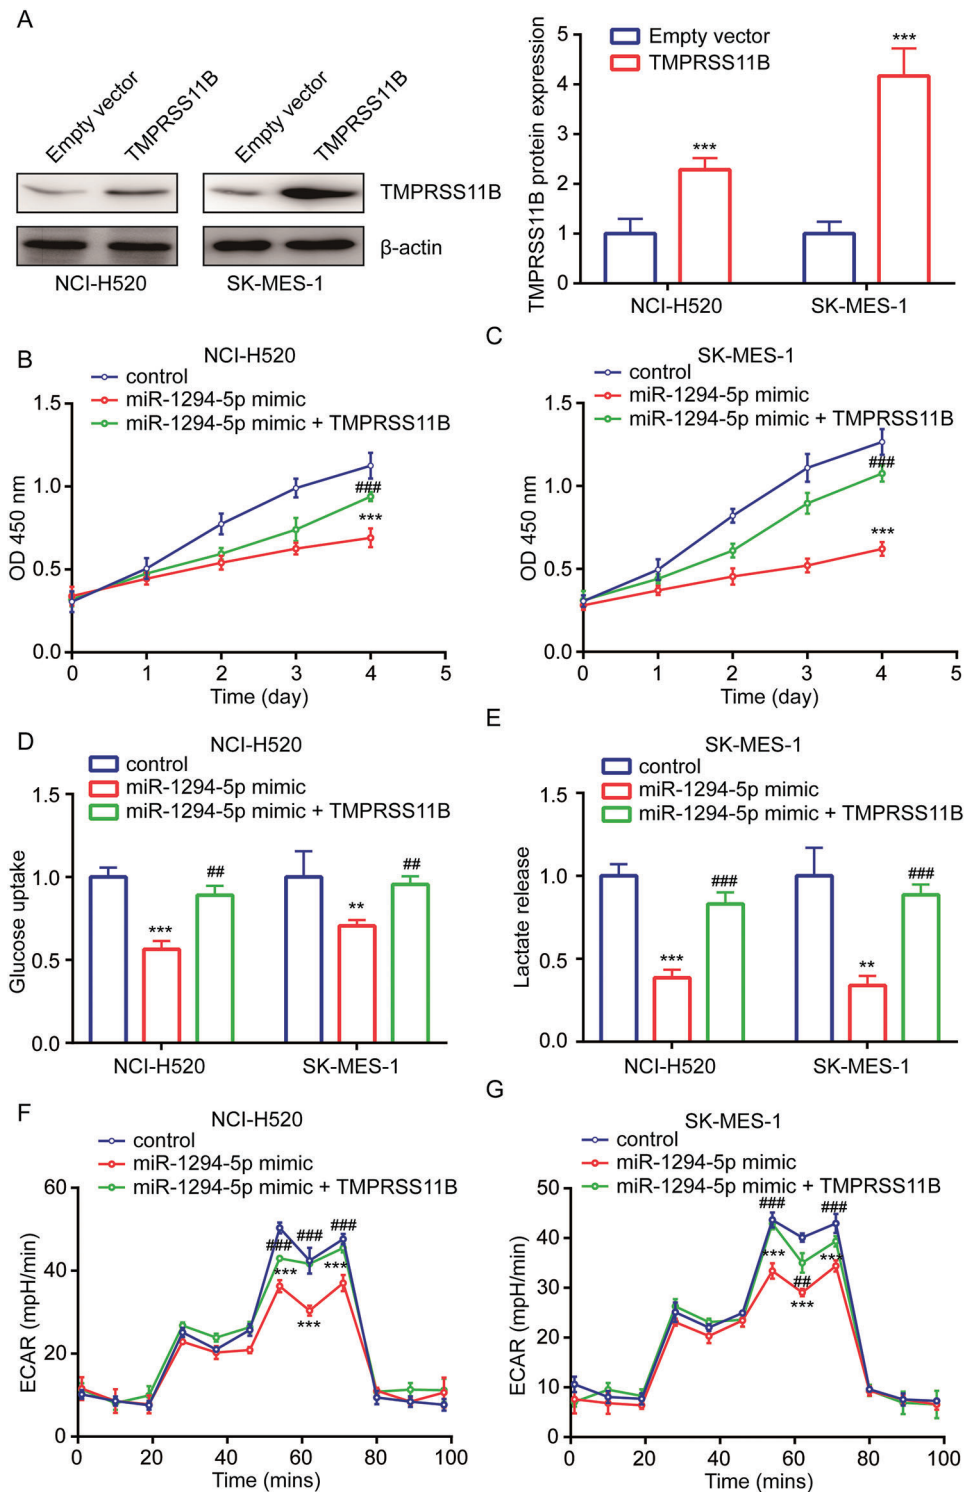 A
Empty vector
TMPRSS11B
Empty vector
TMPRSS11B
TMPRSS11B
β-actin
NCI-H520
SK-MES-1
TMPRSS11B protein expression
5
4
3
2
1
0
Empty vector
TMPRSS11B
***
***
NCI-H520
SK-MES-1
B
NCI-H520
control
miR-1294-5p mimic
miR-1294-5p mimic + TMPRSS11B
OD 450 nm
1.5
1.0
0.5
0.0
###
***
0 1 2 3 4 5
Time (day)
C
SK-MES-1
control
miR-1294-5p mimic
miR-1294-5p mimic + TMPRSS11B
OD 450 nm
1.5
1.0
0.5
0.0
###
***
0 1 2 3 4 5
Time (day)
D
NCI-H520
control
miR-1294-5p mimic
miR-1294-5p mimic + TMPRSS11B
Glucose uptake
1.5
1.0
0.5
0.0
***
##
**
##
NCI-H520
SK-MES-1
E
SK-MES-1
control
miR-1294-5p mimic
miR-1294-5p mimic + TMPRSS11B
Lactate release
1.5
1.0
0.5
0.0
***
###
**
###
NCI-H520
SK-MES-1
F
NCI-H520
control
miR-1294-5p mimic
miR-1294-5p mimic + TMPRSS11B
ECAR (mpH/min)
60
40
20
0
###
###
###
***
***
***
0 20 40 60 80 100
Time (mins)
G
SK-MES-1
control
miR-1294-5p mimic
miR-1294-5p mimic + TMPRSS11B
ECAR (mpH/min)
50
40
30
20
10
0
###
###
***
***
##
***
0 20 40 60 80 100
Time (mins)